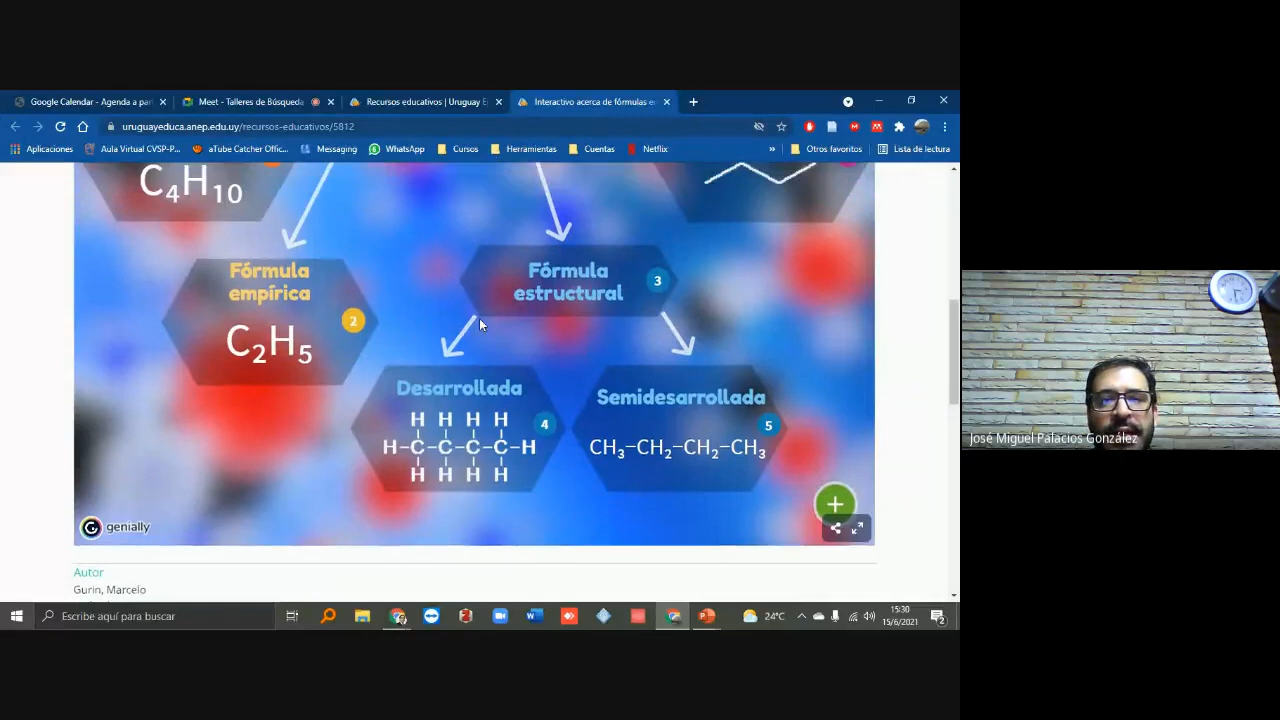 Google Calendar - Agenda a part
Meet - Talleres de Búsqueda
Recursos educativos | Uruguay E
Interactivo acerca de fórmulas e
uruguayeduca.anep.edu.uy/recursos-educativos/5812
Aplicaciones
Aula Virtual CVSP-P...
aTube Catcher Offic...
Messaging
WhatsApp
Cursos
Herramientas
Cuentas
Netflix
»
Otros favoritos
Lista de lectura
C₄H₁₀
Fórmula
empírica
2
C₂H₅
Fórmula
estructural
3
Desarrollada
4
H H H H
H-C-C-C-C-H
H H H H
Semidesarrollada
5
CH₃-CH₂-CH₂-CH₃
genially
Autor
Gurin, Marcelo
Escribe aquí para buscar
24°C
15:30
15/6/2021
2
José Miguel Palacios González